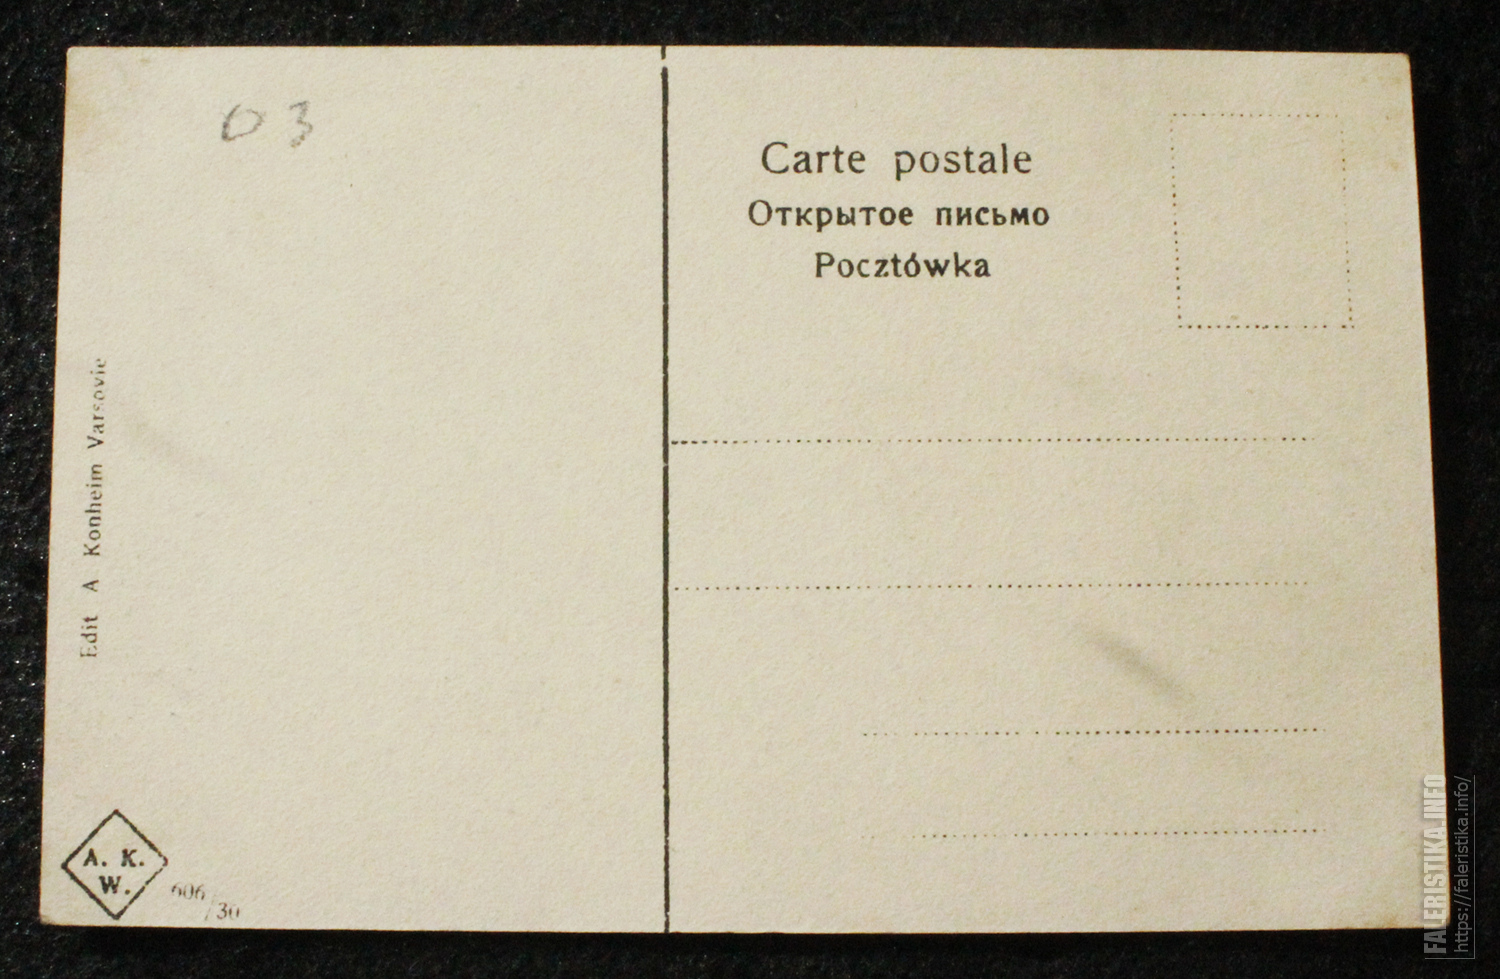 03
Carte postale
Открытое письмо
Pocztówka
Edit A Konheim Varsovie
A. K.
W.
606/30
FALERISTIKA.INFO
https://faleristika.info/